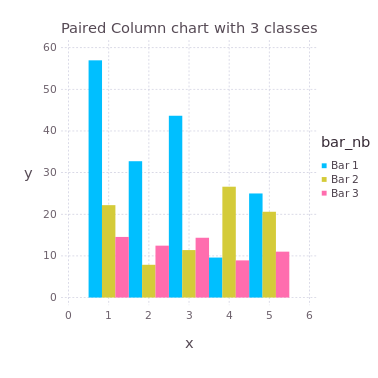 Paired Column chart with 3 classes
60
50
40
30
20
10
0
y
0 1 2 3 4 5 6
x
bar_nb
Bar 1
Bar 2
Bar 3